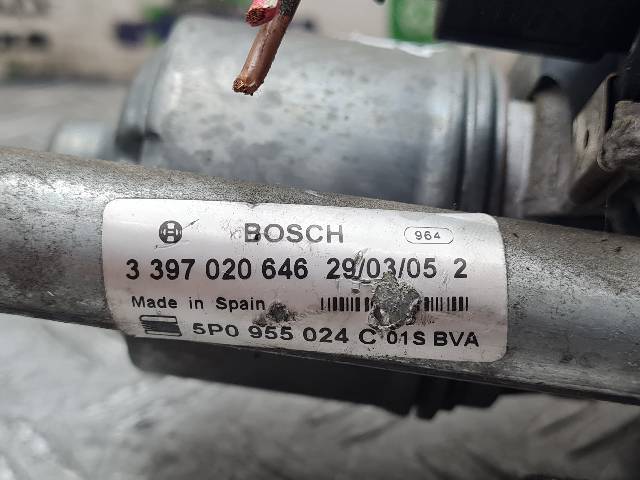 BOSCH 964
3 397 020 646 29/03/05 2
Made in Spain
5P0 955 024 C 01S BVA